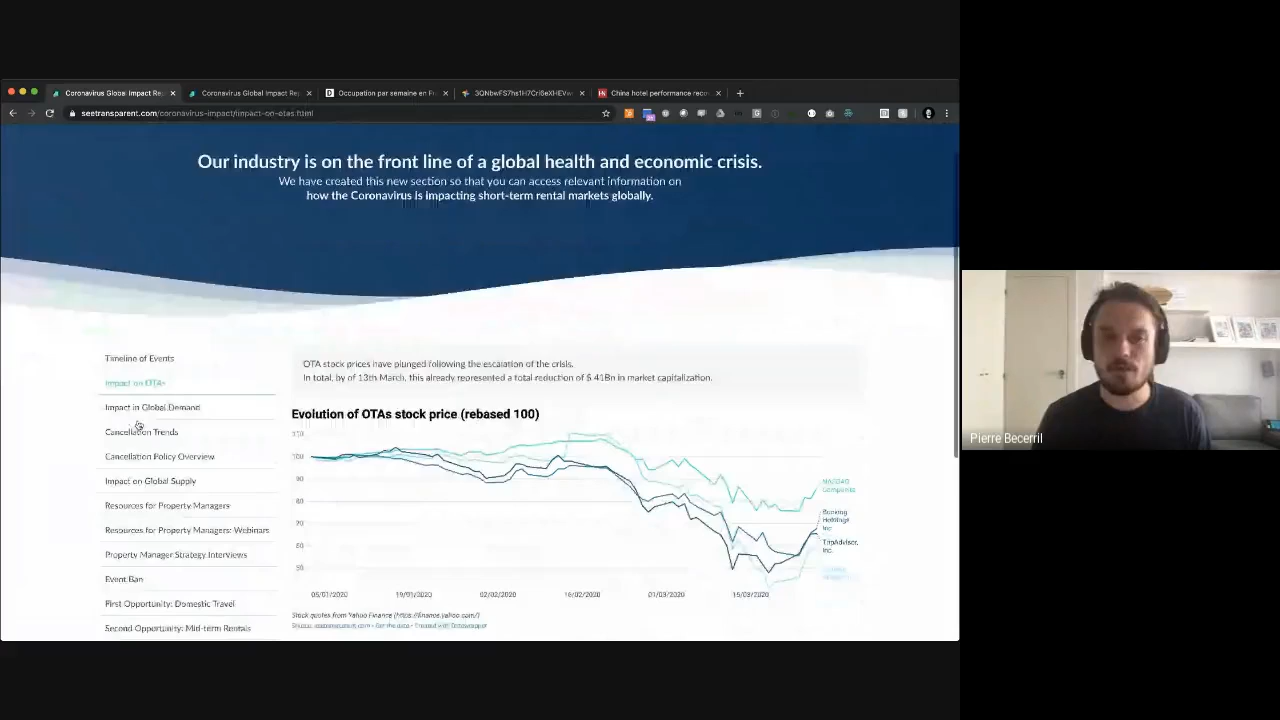 Coronavirus Global Impact Re
Coronavirus Global Impact Re
Occupation par semaine en Fr
China hotel performance reco
seetransparent.com/coronavirus-impact/impact-on-otas.html
Our industry is on the front line of a global health and economic crisis.
We have created this new section so that you can access relevant information on
how the Coronavirus is impacting short-term rental markets globally.
Timeline of Events
Impact on OTAs
Impact in Global Demand
Cancellation Trends
Cancellation Policy Overview
Impact on Global Supply
Resources for Property Managers
Resources for Property Managers: Webinars
Property Manager Strategy Interviews
Event Ban
First Opportunity: Domestic Travel
Second Opportunity: Mid-term Rentals
OTA stock prices have plunged following the escalation of the crisis.
In total, by of 13th March, this already represented a total reduction of $ 41Bn in market capitalization.
Evolution of OTAs stock price (rebased 100)
110
100
90
80
70
60
50
NASDAQ
Composite
Booking
Holdings
Inc
TripAdvisor,
Inc.
05/01/2020
19/01/2020
02/02/2020
16/02/2020
01/03/2020
15/03/2020
Stock quotes from Yahoo Finance (https://finance.yahoo.com/)
Source: seetransparent.com • Get the data • Created with Datawrapper
Pierre Becerril